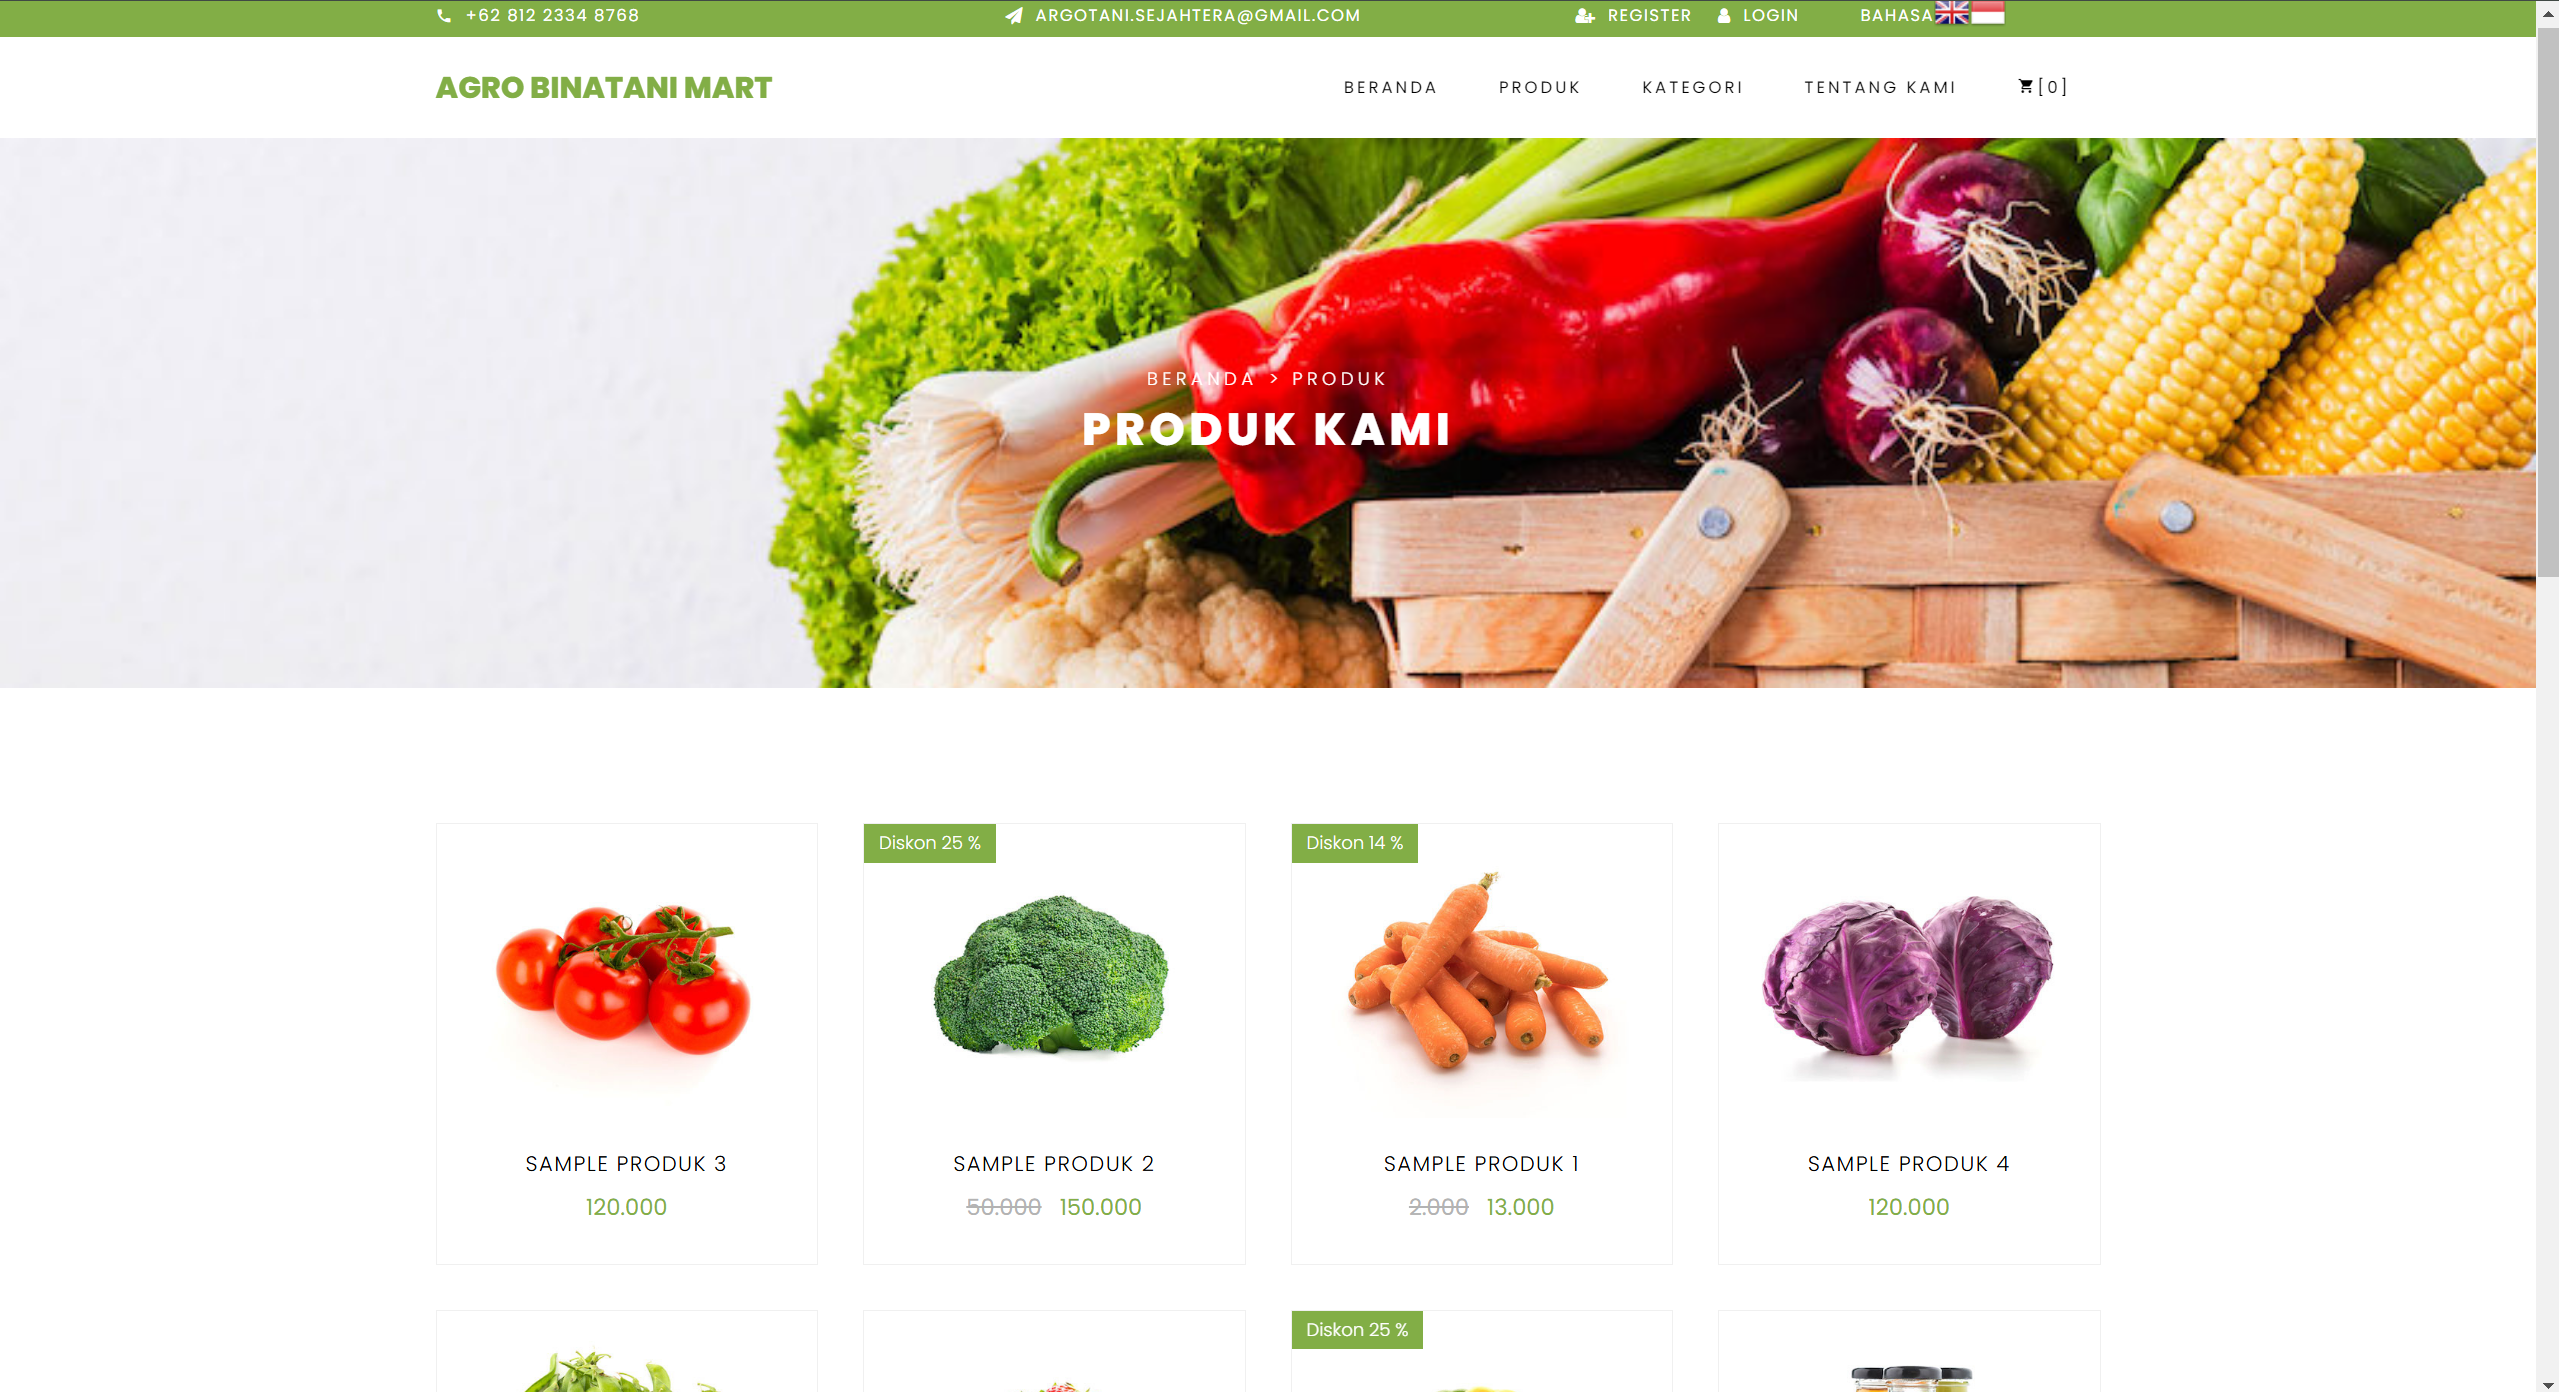 +62 812 2334 8768 ARGOTANI.SEJAHTERA@GMAIL.COM REGISTER LOGIN BAHASA
AGRO BINATANI MART BERANDA PRODUK KATEGORI TENTANG KAMI [0]
BERANDA > PRODUK
PRODUK KAMI
Diskon 25 % Diskon 14 %
SAMPLE PRODUK 3 SAMPLE PRODUK 2 SAMPLE PRODUK 1 SAMPLE PRODUK 4
120.000 50.000 150.000 2.000 13.000 120.000
Diskon 25 %